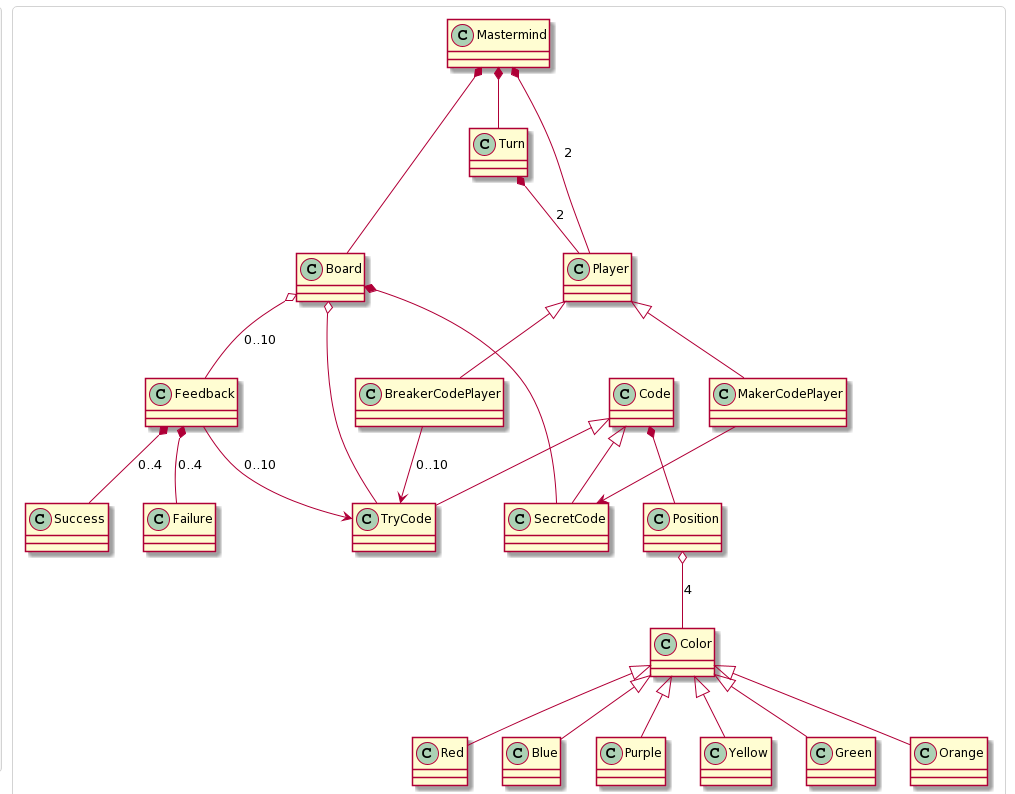 C Mastermind
C Turn
2
2
C Board
C Player
0..10
C Feedback
C BreakerCodePlayer
C Code
C MakerCodePlayer
0..4
0..4
0..10
0..10
C Success
C Failure
C TryCode
C SecretCode
C Position
4
C Color
C Red
C Blue
C Purple
C Yellow
C Green
C Orange